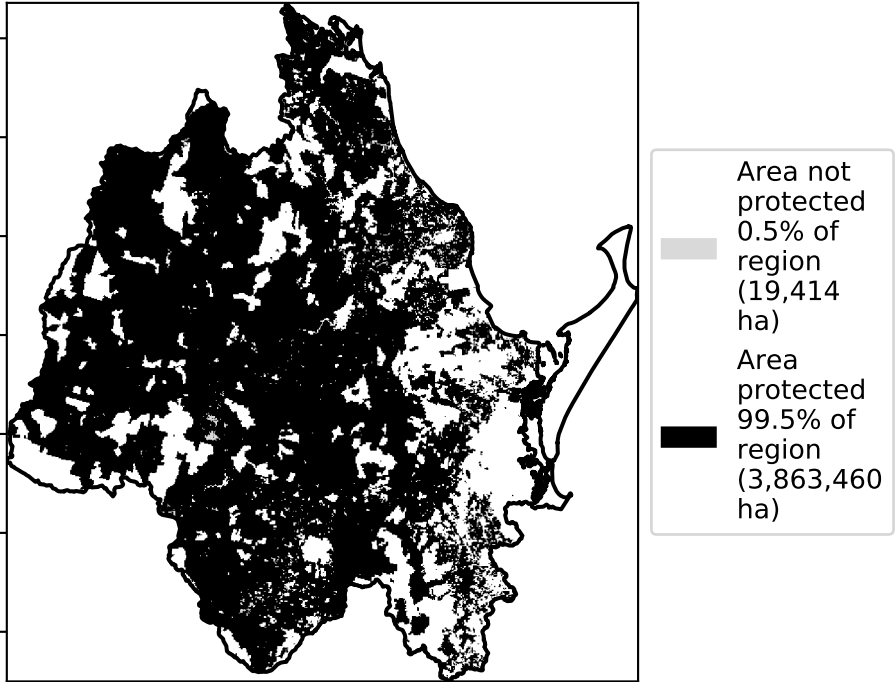 Area not
protected
0.5% of
region
(19,414
ha)
Area
protected
99.5% of
region
(3,863,460
ha)